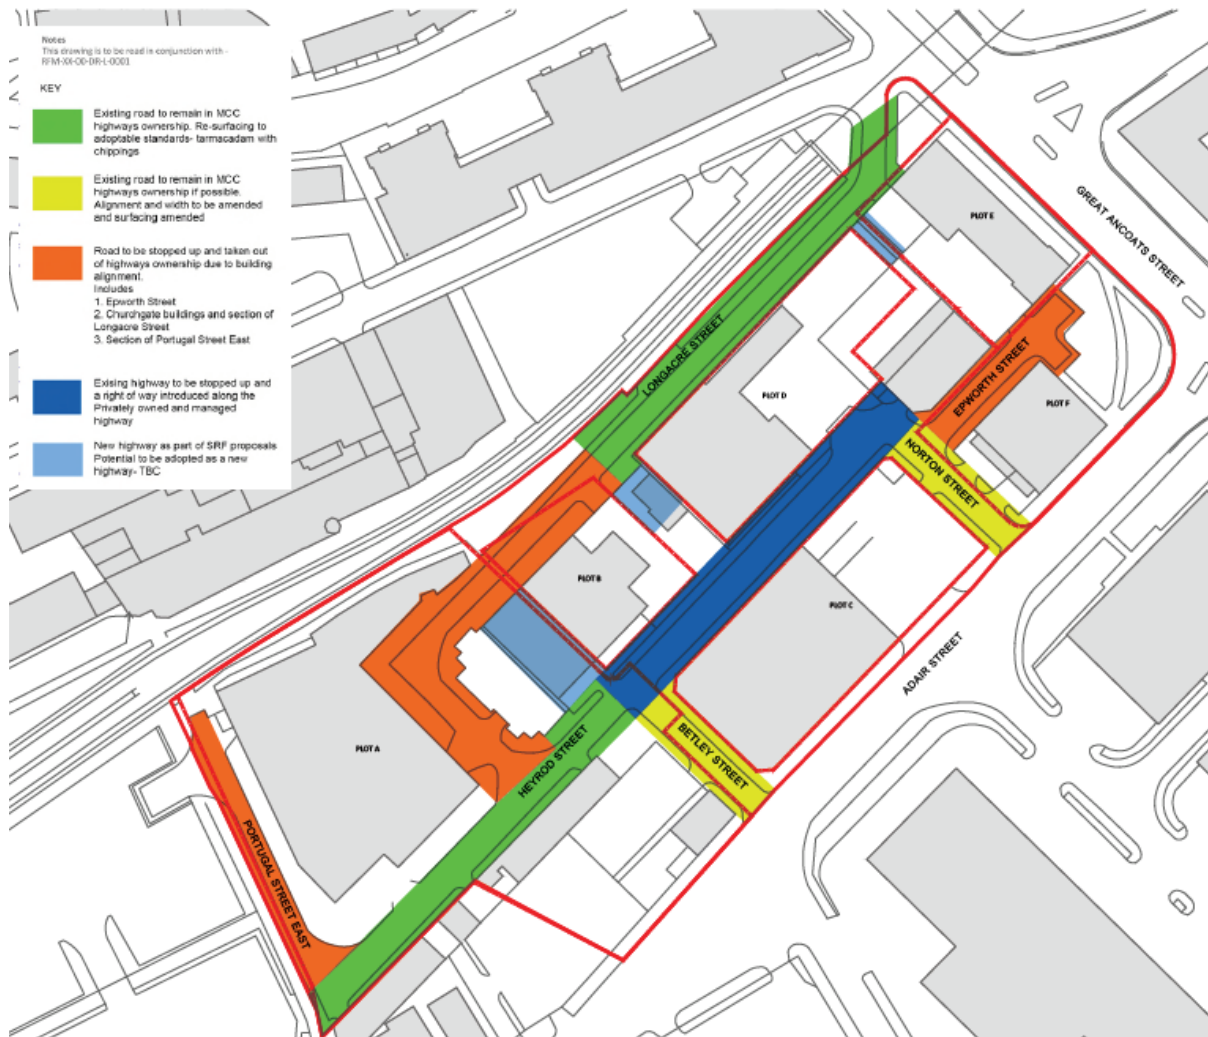 Notes
This drawing is to be read in conjunction with -
RFM-XX-00-DR-L-0001
KEY
Existing road to remain in MCC
highways ownership. Re-surfacing to
adoptable standards- tarmacadam with
chippings
Existing road to remain in MCC
highways ownership if possible.
Alignment and width to be amended
and surfacing amended
Road to be stopped up and taken out
of highways ownership due to building
alignment.
Includes
1. Epworth Street
2. Churchgate buildings and section of
Longacre Street
3. Section of Portugal Street East
Exising highway to be stopped up and
a right of way introduced along the
Privately owned and managed
highway
New highway as part of SRF proposals
Potential to be adopted as a new
highway- TBC
GREAT ANCOATS STREET
PLOT E
LONGACRE STREET
EPWORTH STREET
PLOT D
PLOT F
NORTON STREET
PLOT B
PLOT C
ADAIR STREET
BETLEY STREET
HEYROD STREET
PLOT A
PORTUGAL STREET EAST